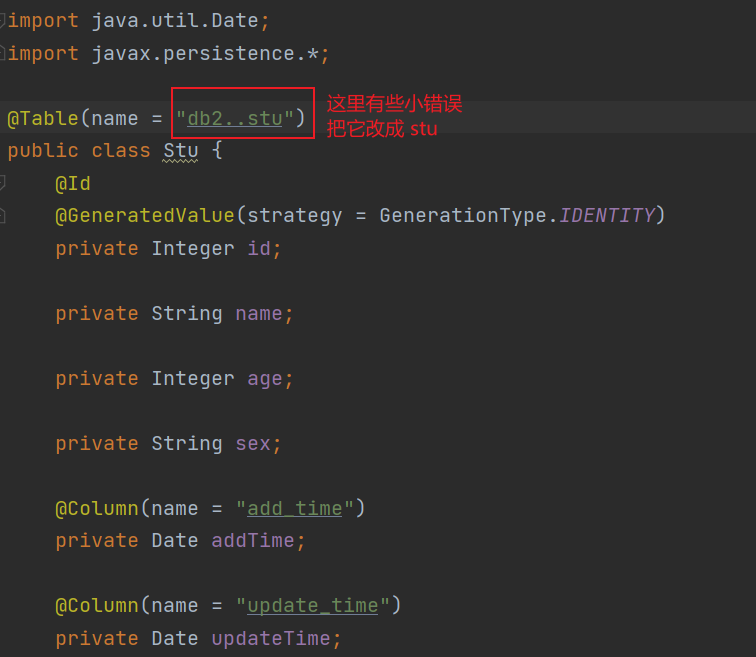 import java.util.Date;
import javax.persistence.*;
@Table(name = "db2..stu")
这里有些小错误
把它改成 stu
public class Stu {
@Id
@GeneratedValue(strategy = GenerationType.IDENTITY)
private Integer id;
private String name;
private Integer age;
private String sex;
@Column(name = "add_time")
private Date addTime;
@Column(name = "update_time")
private Date updateTime;